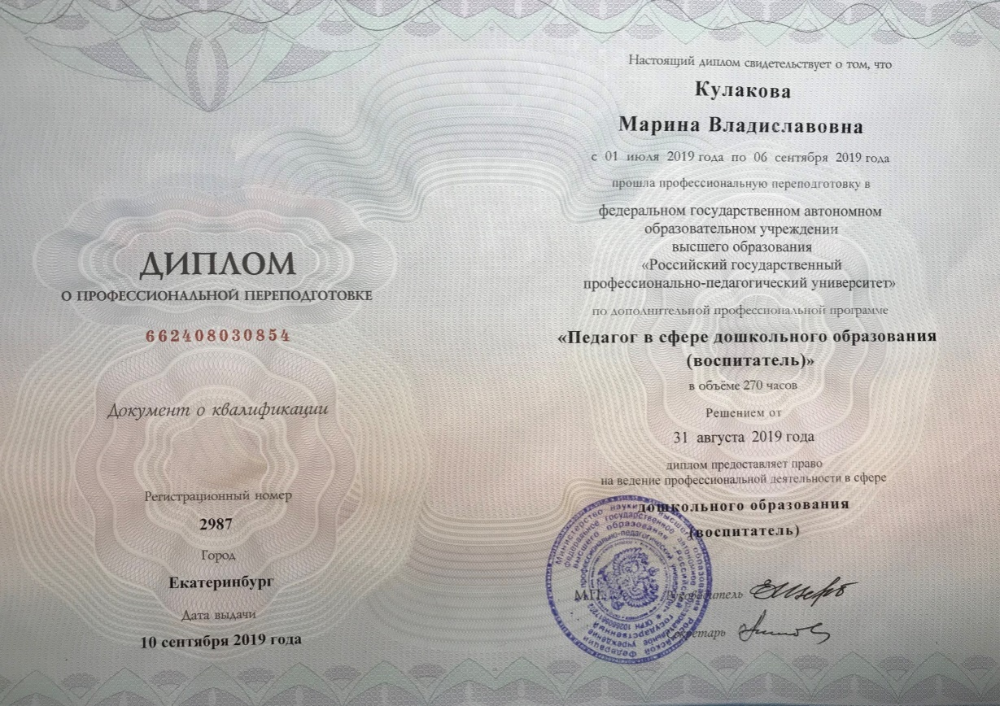 ДИПЛОМ
О ПРОФЕССИОНАЛЬНОЙ ПЕРЕПОДГОТОВКЕ
662408030854
Документ о квалификации
Регистрационный номер
2987
Город
Екатеринбург
Дата выдачи
10 сентября 2019 года
Настоящий диплом свидетельствует о том, что
Кулакова
Марина Владиславовна
с 01 июля 2019 года по 06 сентября 2019 года
прошла профессиональную переподготовку в
федеральном государственном автономном
образовательном учреждении
высшего образования
«Российский государственный
профессионально-педагогический университет»
по дополнительной профессиональной программе
«Педагог в сфере дошкольного образования
(воспитатель)»
в объёме 270 часов
Решением от
31 августа 2019 года
диплом предоставляет право
на ведение профессиональной деятельности в сфере
дошкольного образования
(воспитатель)
М.П.
Руководитель
Секретарь